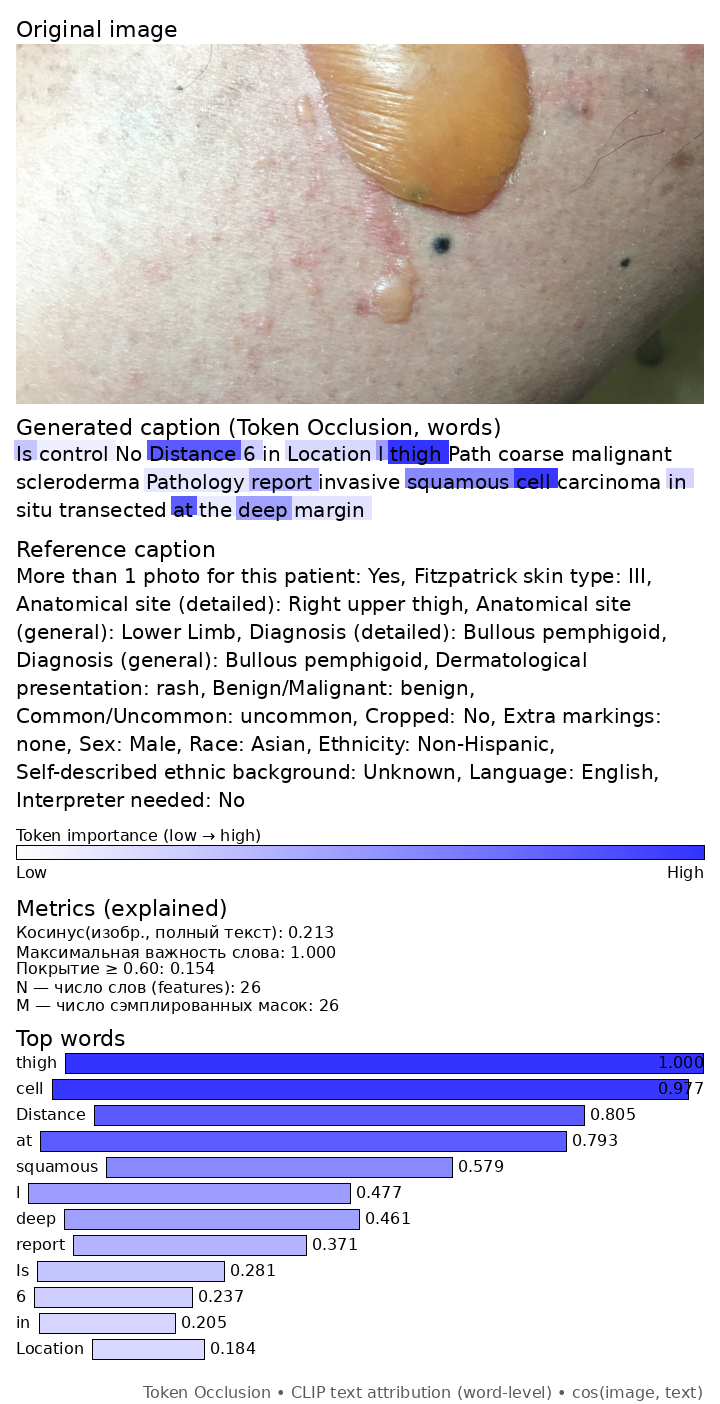 Original image
Generated caption (Token Occlusion, words)
Is control No Distance 6 in Location l thigh Path coarse malignant
scleroderma Pathology report invasive squamous cell carcinoma in
situ transected at the deep margin
Reference caption
More than 1 photo for this patient: Yes, Fitzpatrick skin type: III,
Anatomical site (detailed): Right upper thigh, Anatomical site
(general): Lower Limb, Diagnosis (detailed): Bullous pemphigoid,
Diagnosis (general): Bullous pemphigoid, Dermatological
presentation: rash, Benign/Malignant: benign,
Common/Uncommon: uncommon, Cropped: No, Extra markings:
none, Sex: Male, Race: Asian, Ethnicity: Non-Hispanic,
Self-described ethnic background: Unknown, Language: English,
Interpreter needed: No
Token importance (low → high)
Low High
Metrics (explained)
Косинус(изобр., полный текст): 0.213
Максимальная важность слова: 1.000
Покрытие ≥ 0.60: 0.154
N — число слов (features): 26
M — число сэмплированных масок: 26
Top words
thigh 1.000
cell 0.977
Distance 0.805
at 0.793
squamous 0.579
l 0.477
deep 0.461
report 0.371
Is 0.281
6 0.237
in 0.205
Location 0.184
Token Occlusion • CLIP text attribution (word-level) • cos(image, text)